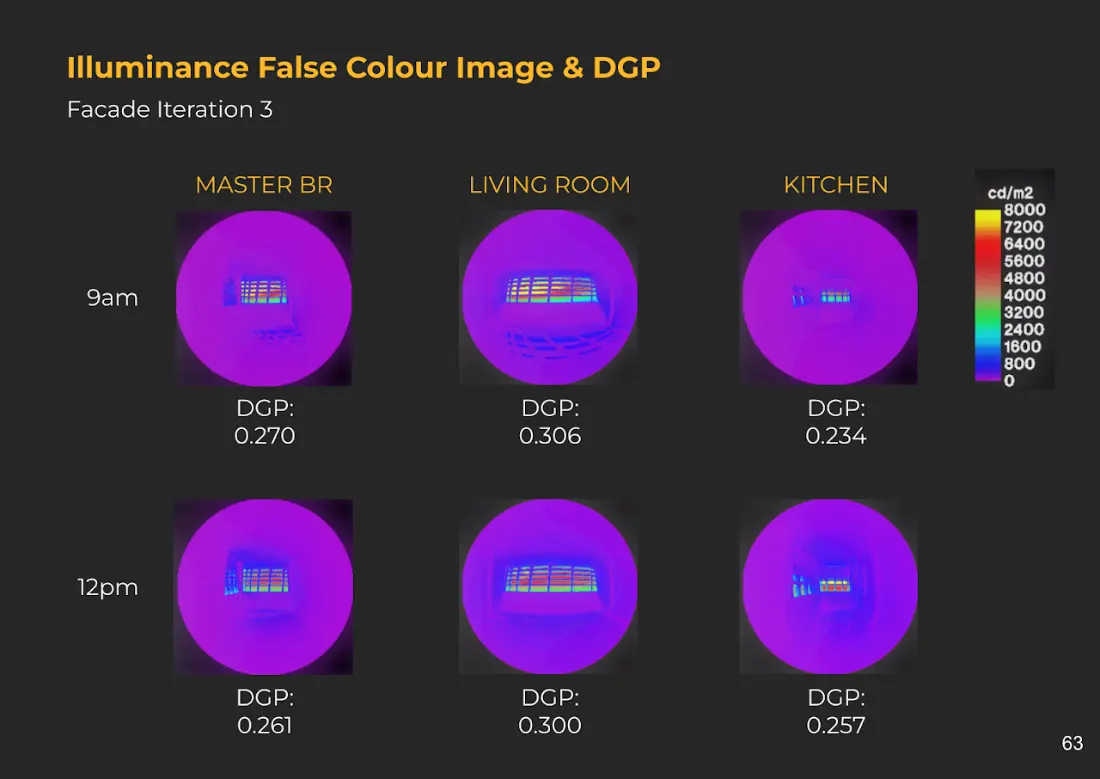 Illuminance False Colour Image & DGP
Facade Iteration 3
MASTER BR
LIVING ROOM
KITCHEN
cd/m2
8000
7200
6400
5600
4800
4000
3200
2400
1600
800
0
9am
DGP:
0.270
DGP:
0.306
DGP:
0.234
12pm
DGP:
0.261
DGP:
0.300
DGP:
0.257
63